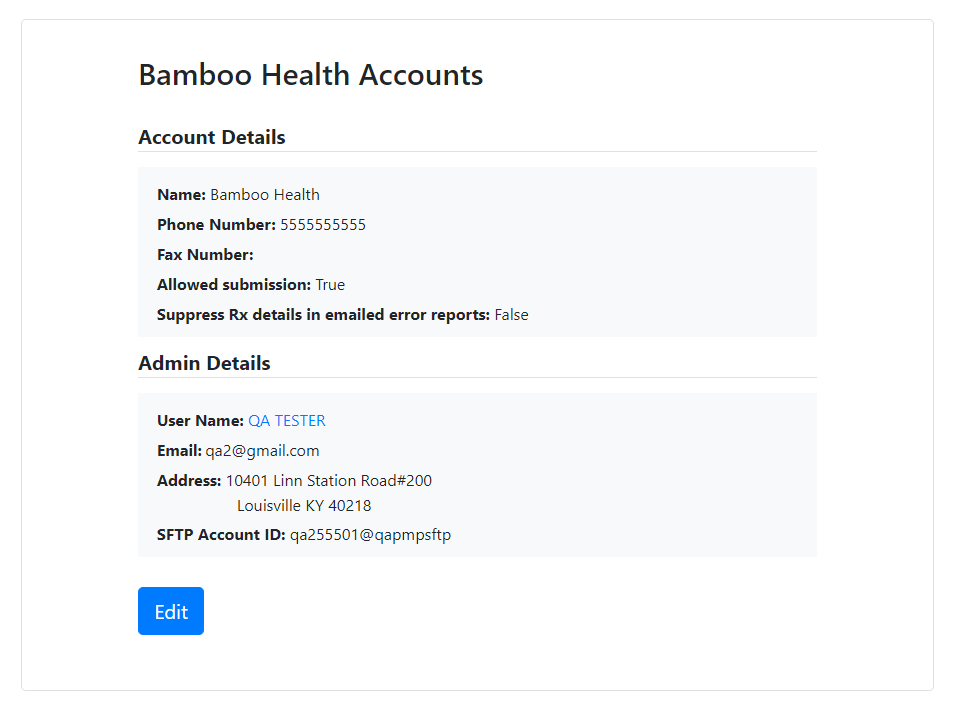 Bamboo Health Accounts
Account Details
Name: Bamboo Health
Phone Number: 5555555555
Fax Number:
Allowed submission: True
Suppress Rx details in emailed error reports: False
Admin Details
User Name: QA TESTER
Email: qa2@gmail.com
Address: 10401 Linn Station Road#200
Louisville KY 40218
SFTP Account ID: qa255501@qapmpsftp
Edit